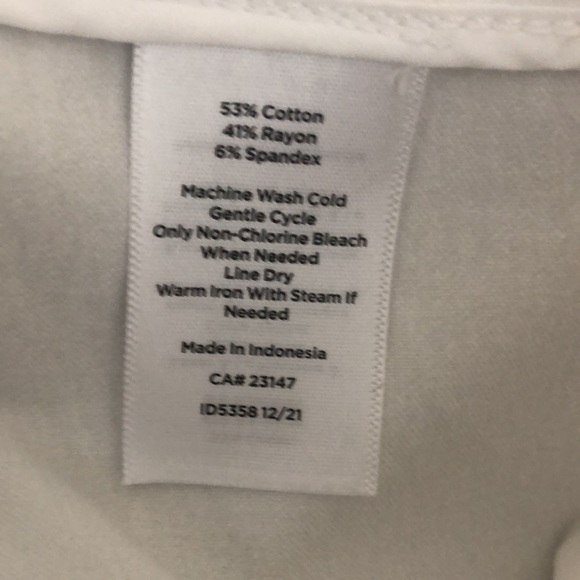 53% Cotton
41% Rayon
6% Spandex
Machine Wash Cold
Gentle Cycle
Only Non-Chlorine Bleach
When Needed
Line Dry
Warm Iron With Steam If
Needed
Made In Indonesia
CA# 23147
ID5358 12/21